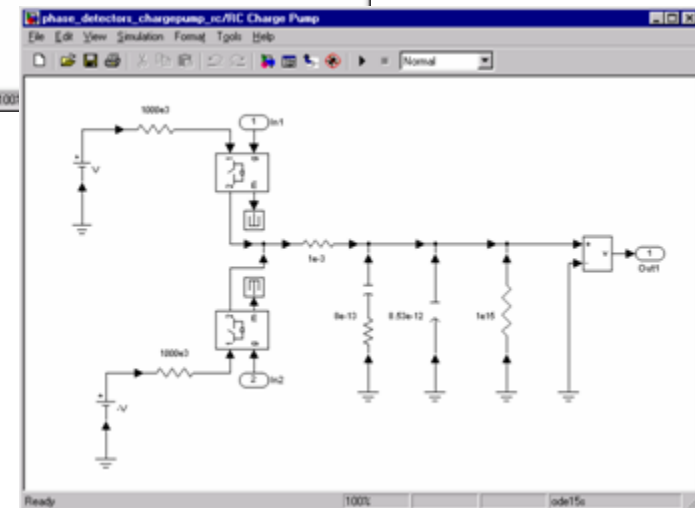 phase_detectors_chargepump_rc/RC Charge Pump
File Edit View Simulation Format Tools Help
Normal
100%
1000e3
1
In1
V
1e-3
8e-13
8.53e-12
1e15
+
-
v
1
Out1
1000e3
2
In2
-V
Ready
100%
ode15s